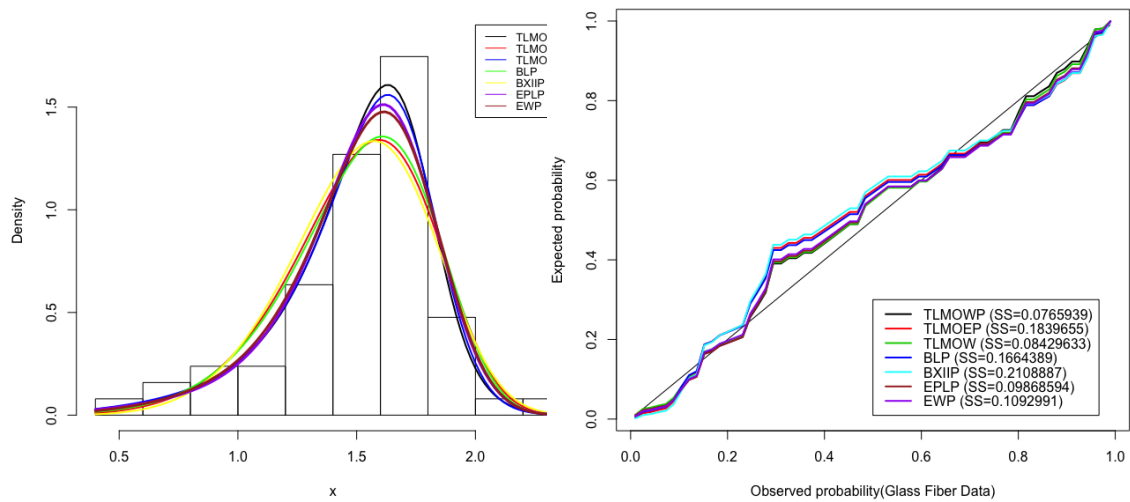 TLMO
TLMO
TLMO
BLP
BXIIP
EPLP
EWP
Density
0.0
0.5
1.0
1.5
0.5
1.0
1.5
2.0
x
Expected probability
0.0
0.2
0.4
0.6
0.8
1.0
TLMOWP (SS=0.0765939)
TLMOEP (SS=0.1839655)
TLMOW (SS=0.08429633)
BLP (SS=0.1664389)
BXIIP (SS=0.2108887)
EPLP (SS=0.09868594)
EWP (SS=0.1092991)
0.0
0.2
0.4
0.6
0.8
1.0
Observed probability(Glass Fiber Data)